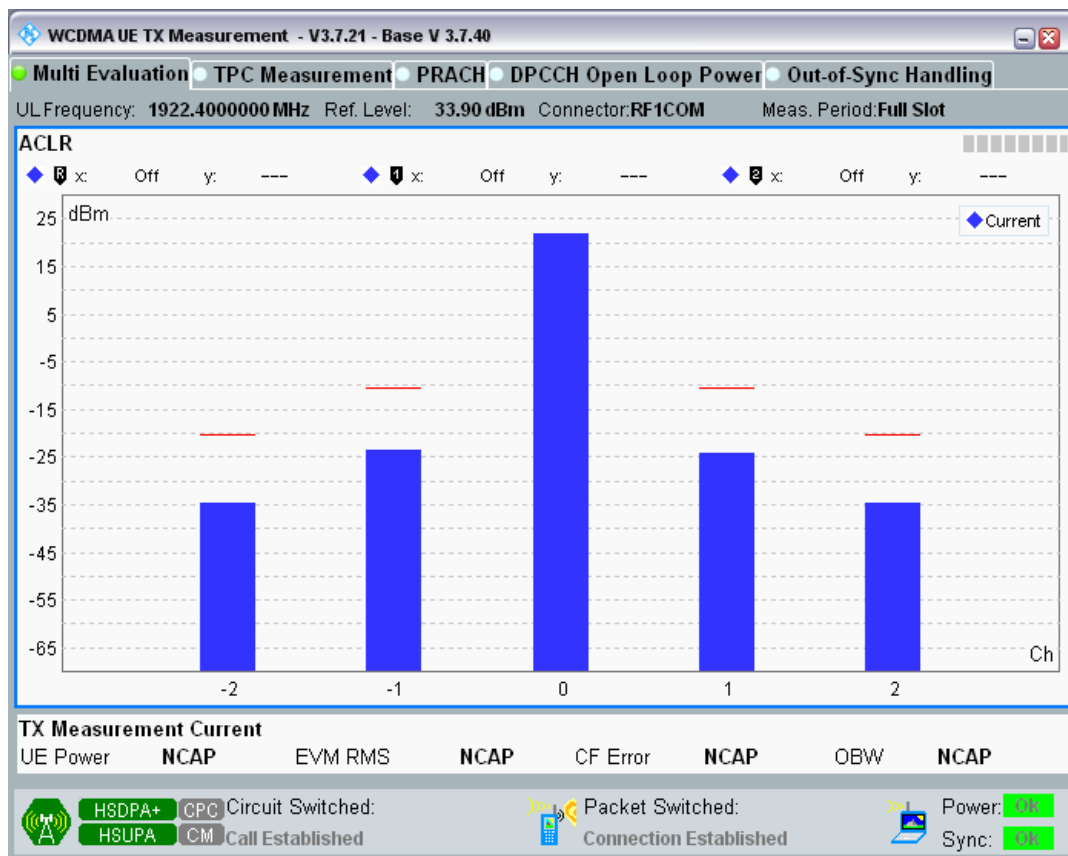 WCDMA UE TX Measurement - V3.7.21 - Base V 3.7.40
Multi Evaluation TPC Measurement PRACH DPCCH Open Loop Power Out-of-Sync Handling
UL Frequency: 1922.4000000 MHz Ref. Level: 33.90 dBm Connector:RF1COM Meas. Period:Full Slot
ACLR
R x: Off y: --- 1 x: Off y: --- 2 x: Off y: ---
dBm
Current
25
15
5
-5
-15
-25
-35
-45
-55
-65
Ch
-2 -1 0 1 2
TX Measurement Current
UE Power NCAP EVM RMS NCAP CF Error NCAP OBW NCAP
HSDPA+ CPC Circuit Switched: Packet Switched: Power: OK
HSUPA CM Call Established Connection Established Sync: OK